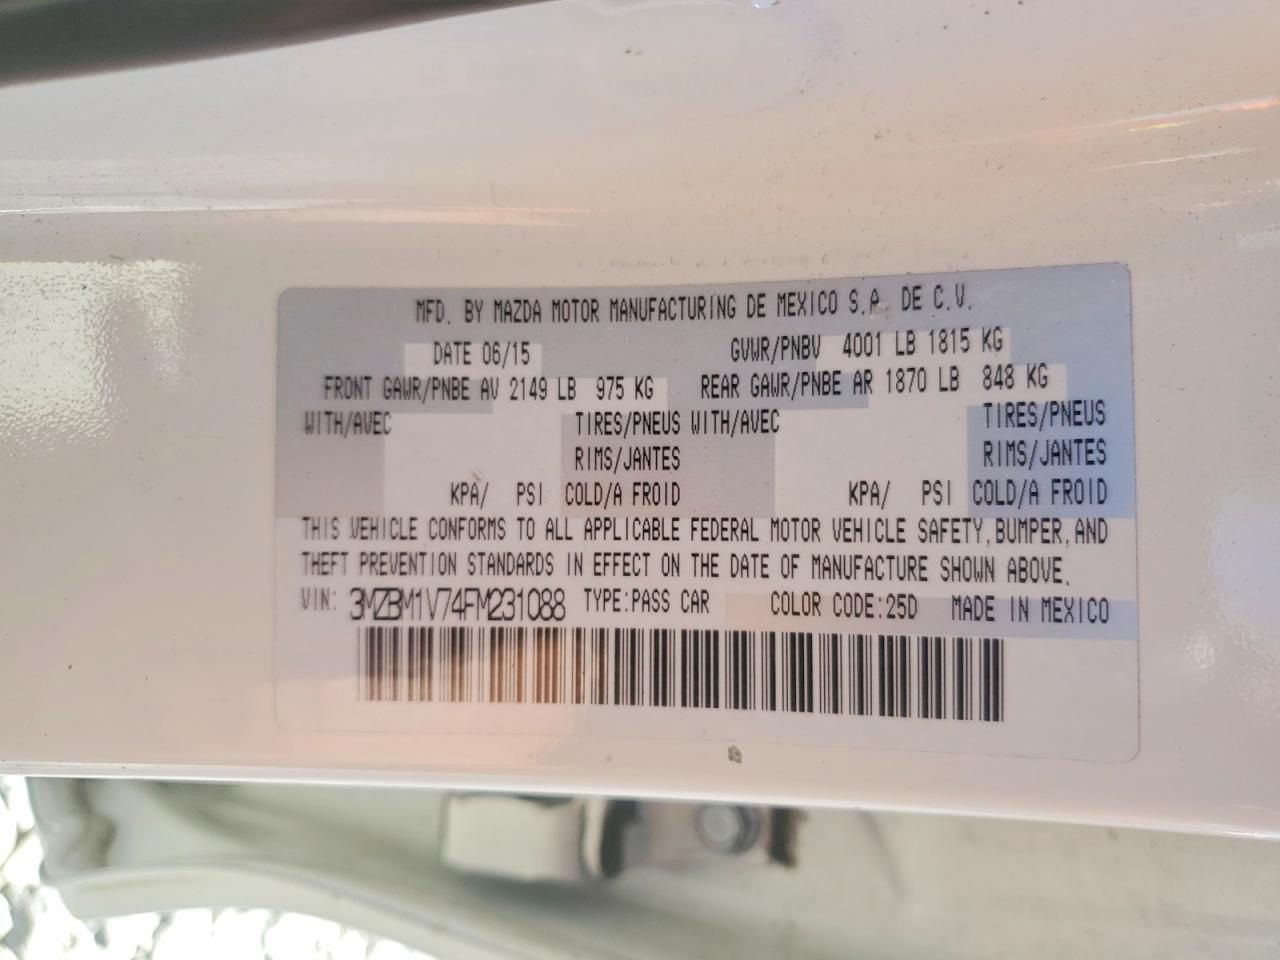 MFD. BY MAZDA MOTOR MANUFACTURING DE MEXICO S.A. DE C.V.
DATE 06/15 GVWR/PNBV 4001 LB 1815 KG
FRONT GAWR/PNBE AV 2149 LB 975 KG REAR GAWR/PNBE AR 1870 LB 848 KG
WITH/AVEC TIRES/PNEUS WITH/AVEC TIRES/PNEUS
RIMS/JANTES RIMS/JANTES
KPA/ PSI COLD/A FROID KPA/ PSI COLD/A FROID
THIS VEHICLE CONFORMS TO ALL APPLICABLE FEDERAL MOTOR VEHICLE SAFETY, BUMPER, AND
THEFT PREVENTION STANDARDS IN EFFECT ON THE DATE OF MANUFACTURE SHOWN ABOVE.
VIN: 3MZBM1V74FM231088 TYPE:PASS CAR COLOR CODE:25D MADE IN MEXICO